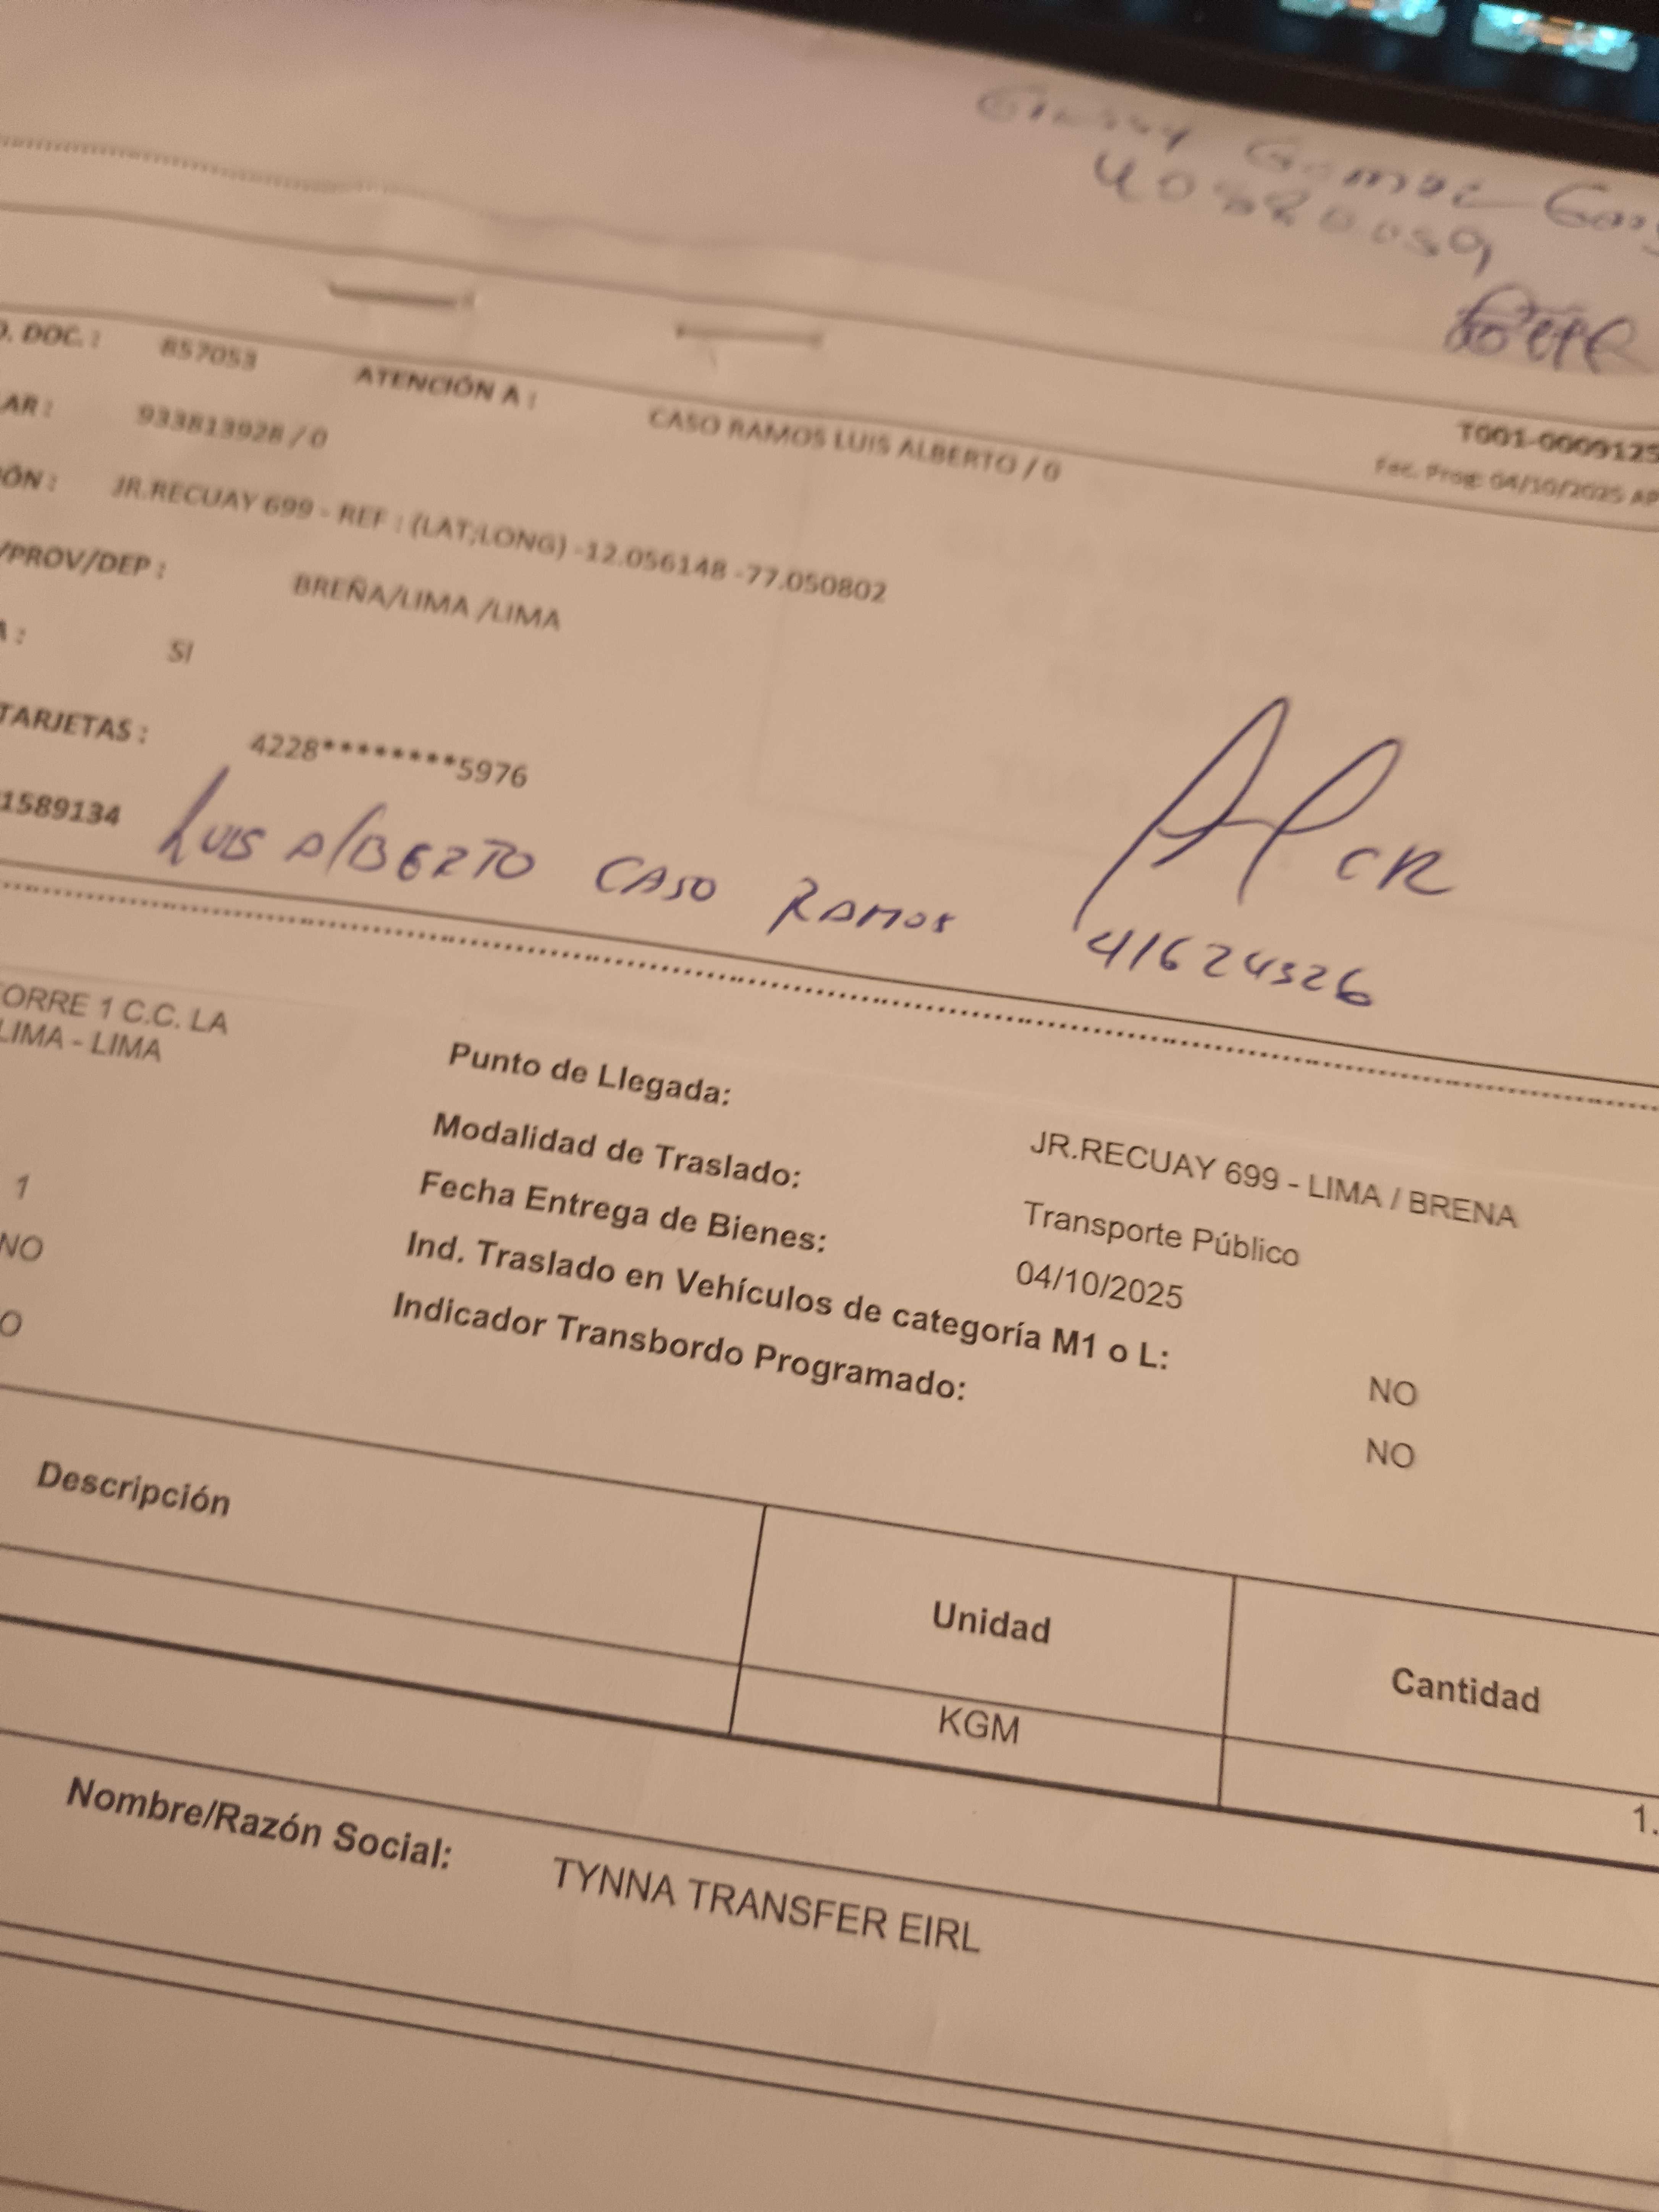 40880059
O. DOC.: 857053 ATENCIÓN A: CASO RAMOS LUIS ALBERTO / 0 T001-0009125
LAR: 933813928 / 0 Fec. Prog: 04/10/2025 AP
ÓN: JR.RECUAY 699 - REF : (LAT;LONG) -12.056148 -77.050802
/PROV/DEP: BREÑA/LIMA /LIMA
A: SI
TARJETAS: 4228********5976
1589134 LUIS AlBERTO CASO RAMOS CR
41624326
ORRE 1 C.C. LA
LIMA - LIMA
Punto de Llegada: JR.RECUAY 699 - LIMA / BRENA
Modalidad de Traslado: Transporte Público
1 Fecha Entrega de Bienes: 04/10/2025
NO Ind. Traslado en Vehículos de categoría M1 o L: NO
O Indicador Transbordo Programado: NO
Descripción Unidad Cantidad
KGM 1.
Nombre/Razón Social: TYNNA TRANSFER EIRL